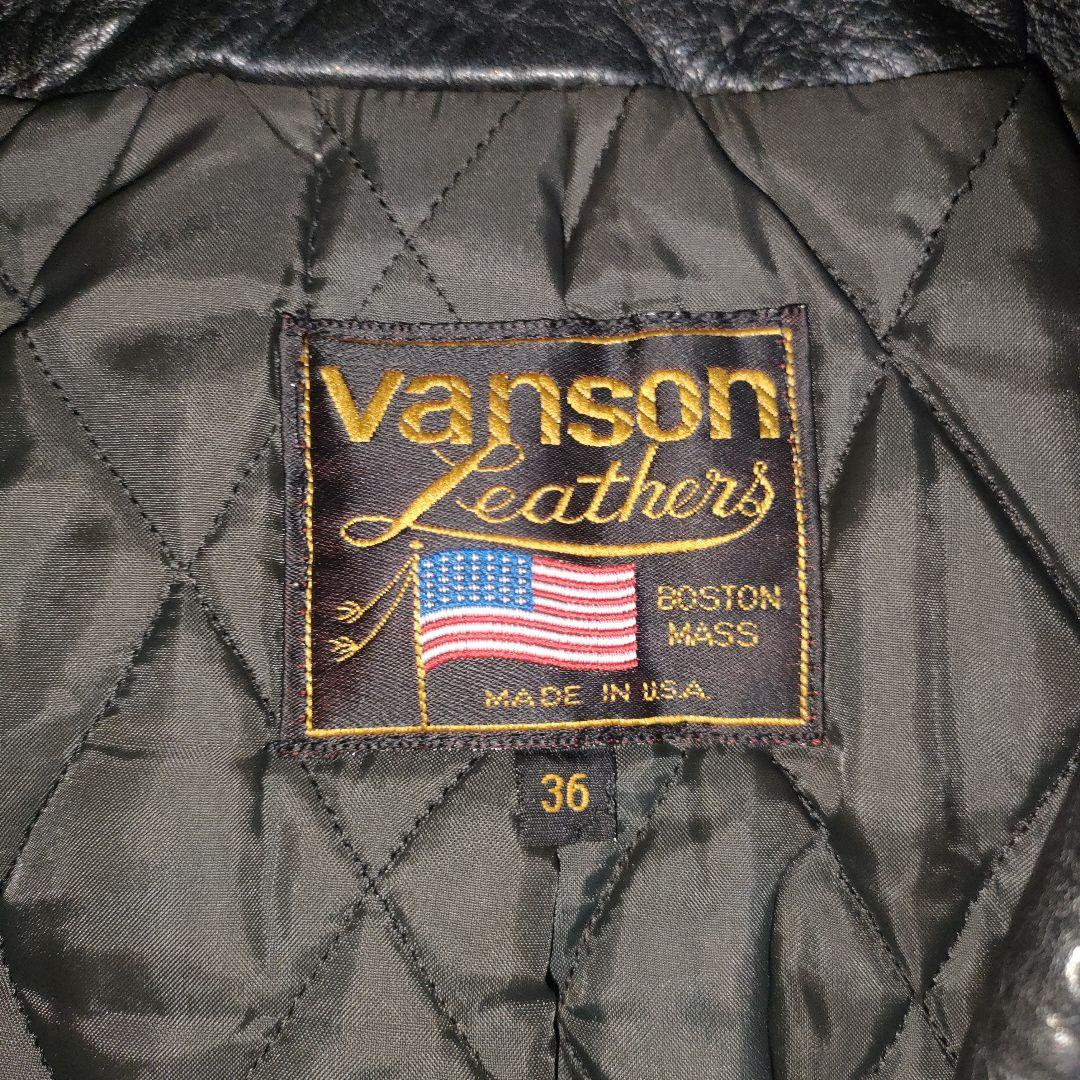 vanson
Leathers
BOSTON
MASS
MADE IN U.S.A.
36